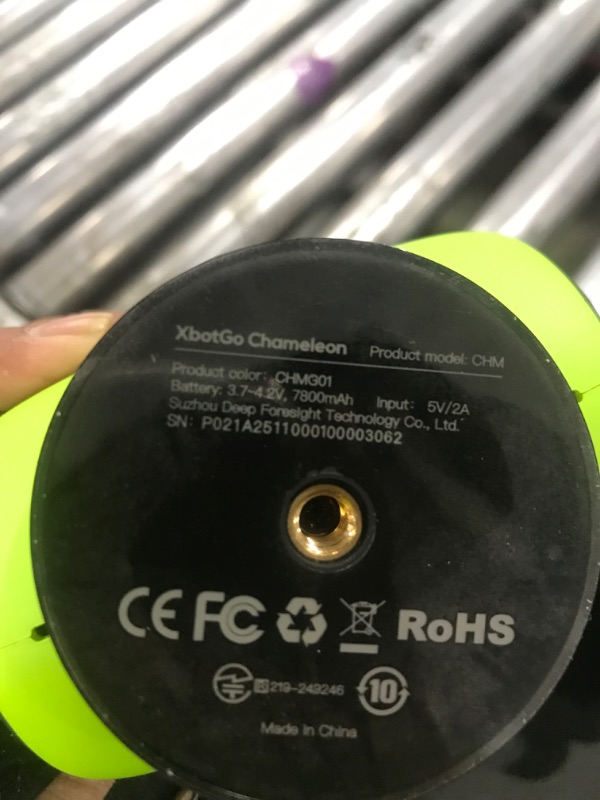 XbotGo Chameleon Product model: CHM
Product color: CHMG01
Battery: 3.7~4.2V, 7800mAh Input: 5V/2A
Suzhou Deep Foresight Technology Co., Ltd.
SN: P021A2511000100003062
CE FC RoHS
R 219-249246 10
Made in China